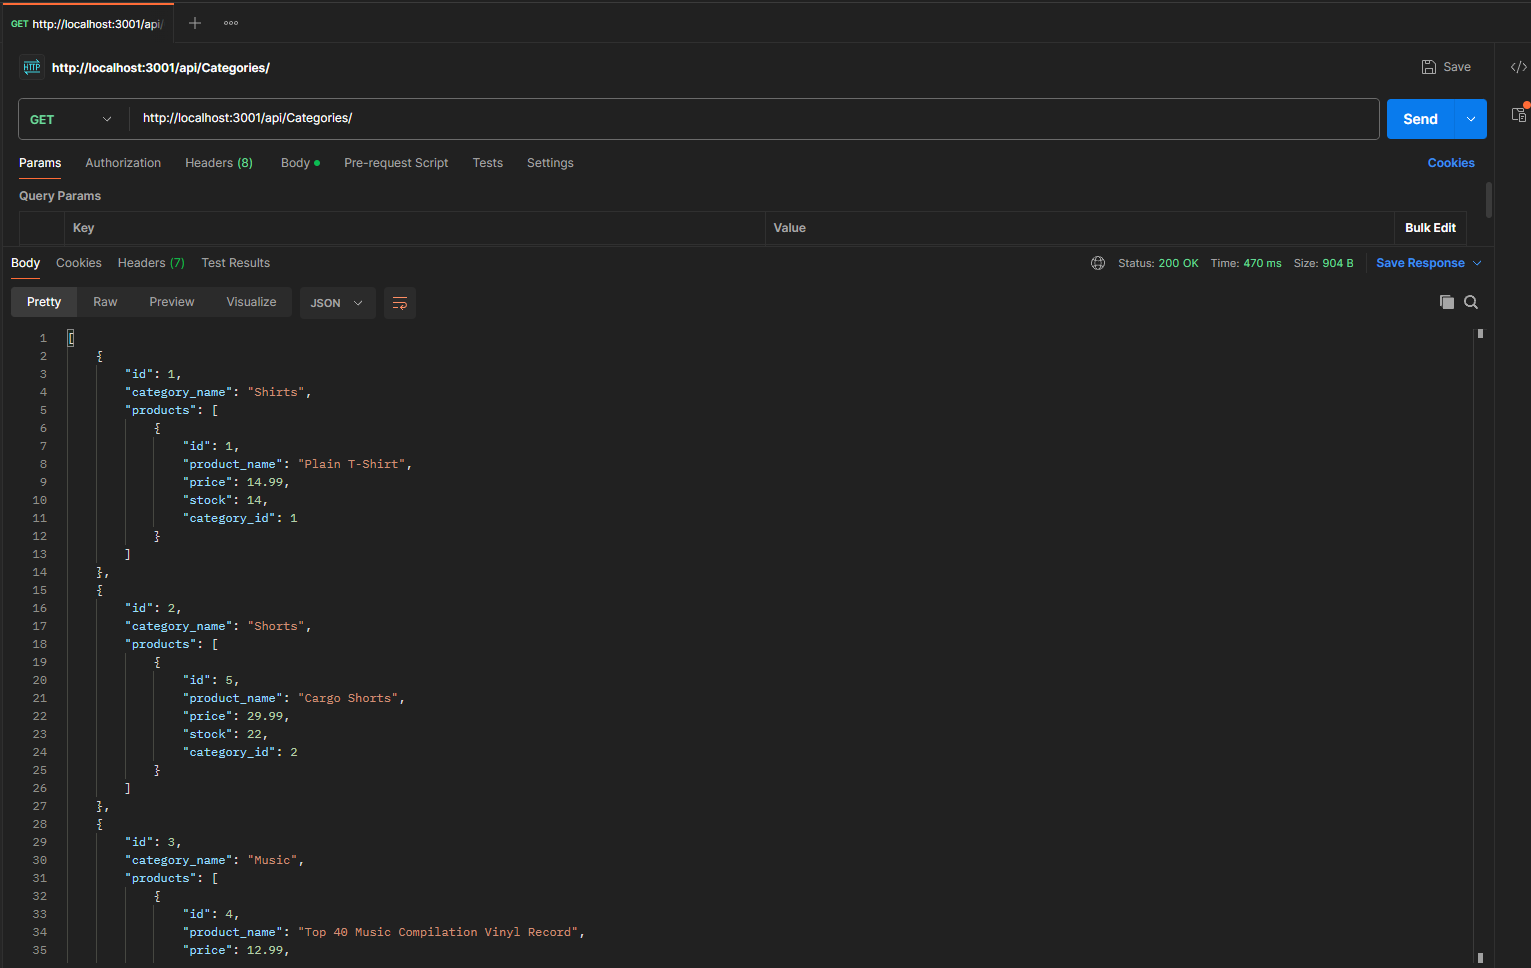 GET http://localhost:3001/api/
HTTP http://localhost:3001/api/Categories/ Save
GET http://localhost:3001/api/Categories/ Send
Params Authorization Headers (8) Body Pre-request Script Tests Settings Cookies
Query Params
Key Value Bulk Edit
Body Cookies Headers (7) Test Results Status: 200 OK Time: 470 ms Size: 904 B Save Response
Pretty Raw Preview Visualize JSON
1 [
2 {
3 "id": 1,
4 "category_name": "Shirts",
5 "products": [
6 {
7 "id": 1,
8 "product_name": "Plain T-Shirt",
9 "price": 14.99,
10 "stock": 14,
11 "category_id": 1
12 }
13 ]
14 },
15 {
16 "id": 2,
17 "category_name": "Shorts",
18 "products": [
19 {
20 "id": 5,
21 "product_name": "Cargo Shorts",
22 "price": 29.99,
23 "stock": 22,
24 "category_id": 2
25 }
26 ]
27 },
28 {
29 "id": 3,
30 "category_name": "Music",
31 "products": [
32 {
33 "id": 4,
34 "product_name": "Top 40 Music Compilation Vinyl Record",
35 "price": 12.99,